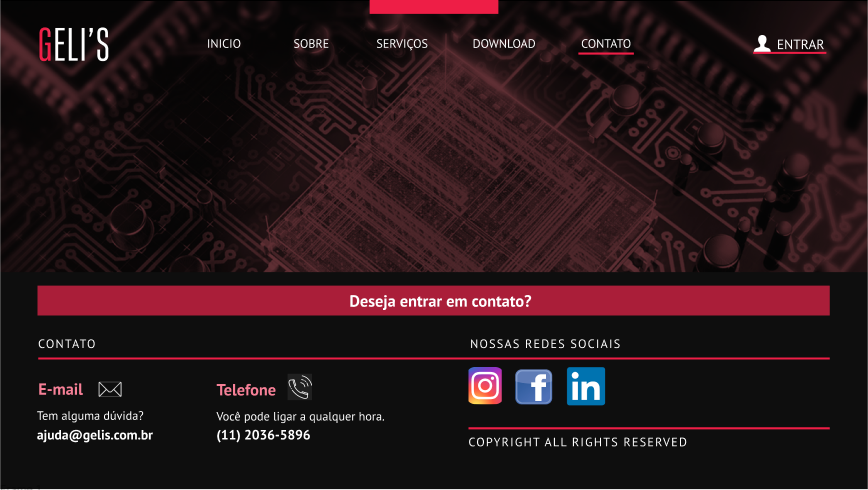 GELI'S
INICIO
SOBRE
SERVIÇOS
DOWNLOAD
CONTATO
ENTRAR
Deseja entrar em contato?
CONTATO
E-mail
Tem alguma dúvida?
ajuda@gelis.com.br
Telefone
Você pode ligar a qualquer hora.
(11) 2036-5896
NOSSAS REDES SOCIAIS
f
in
COPYRIGHT ALL RIGHTS RESERVED